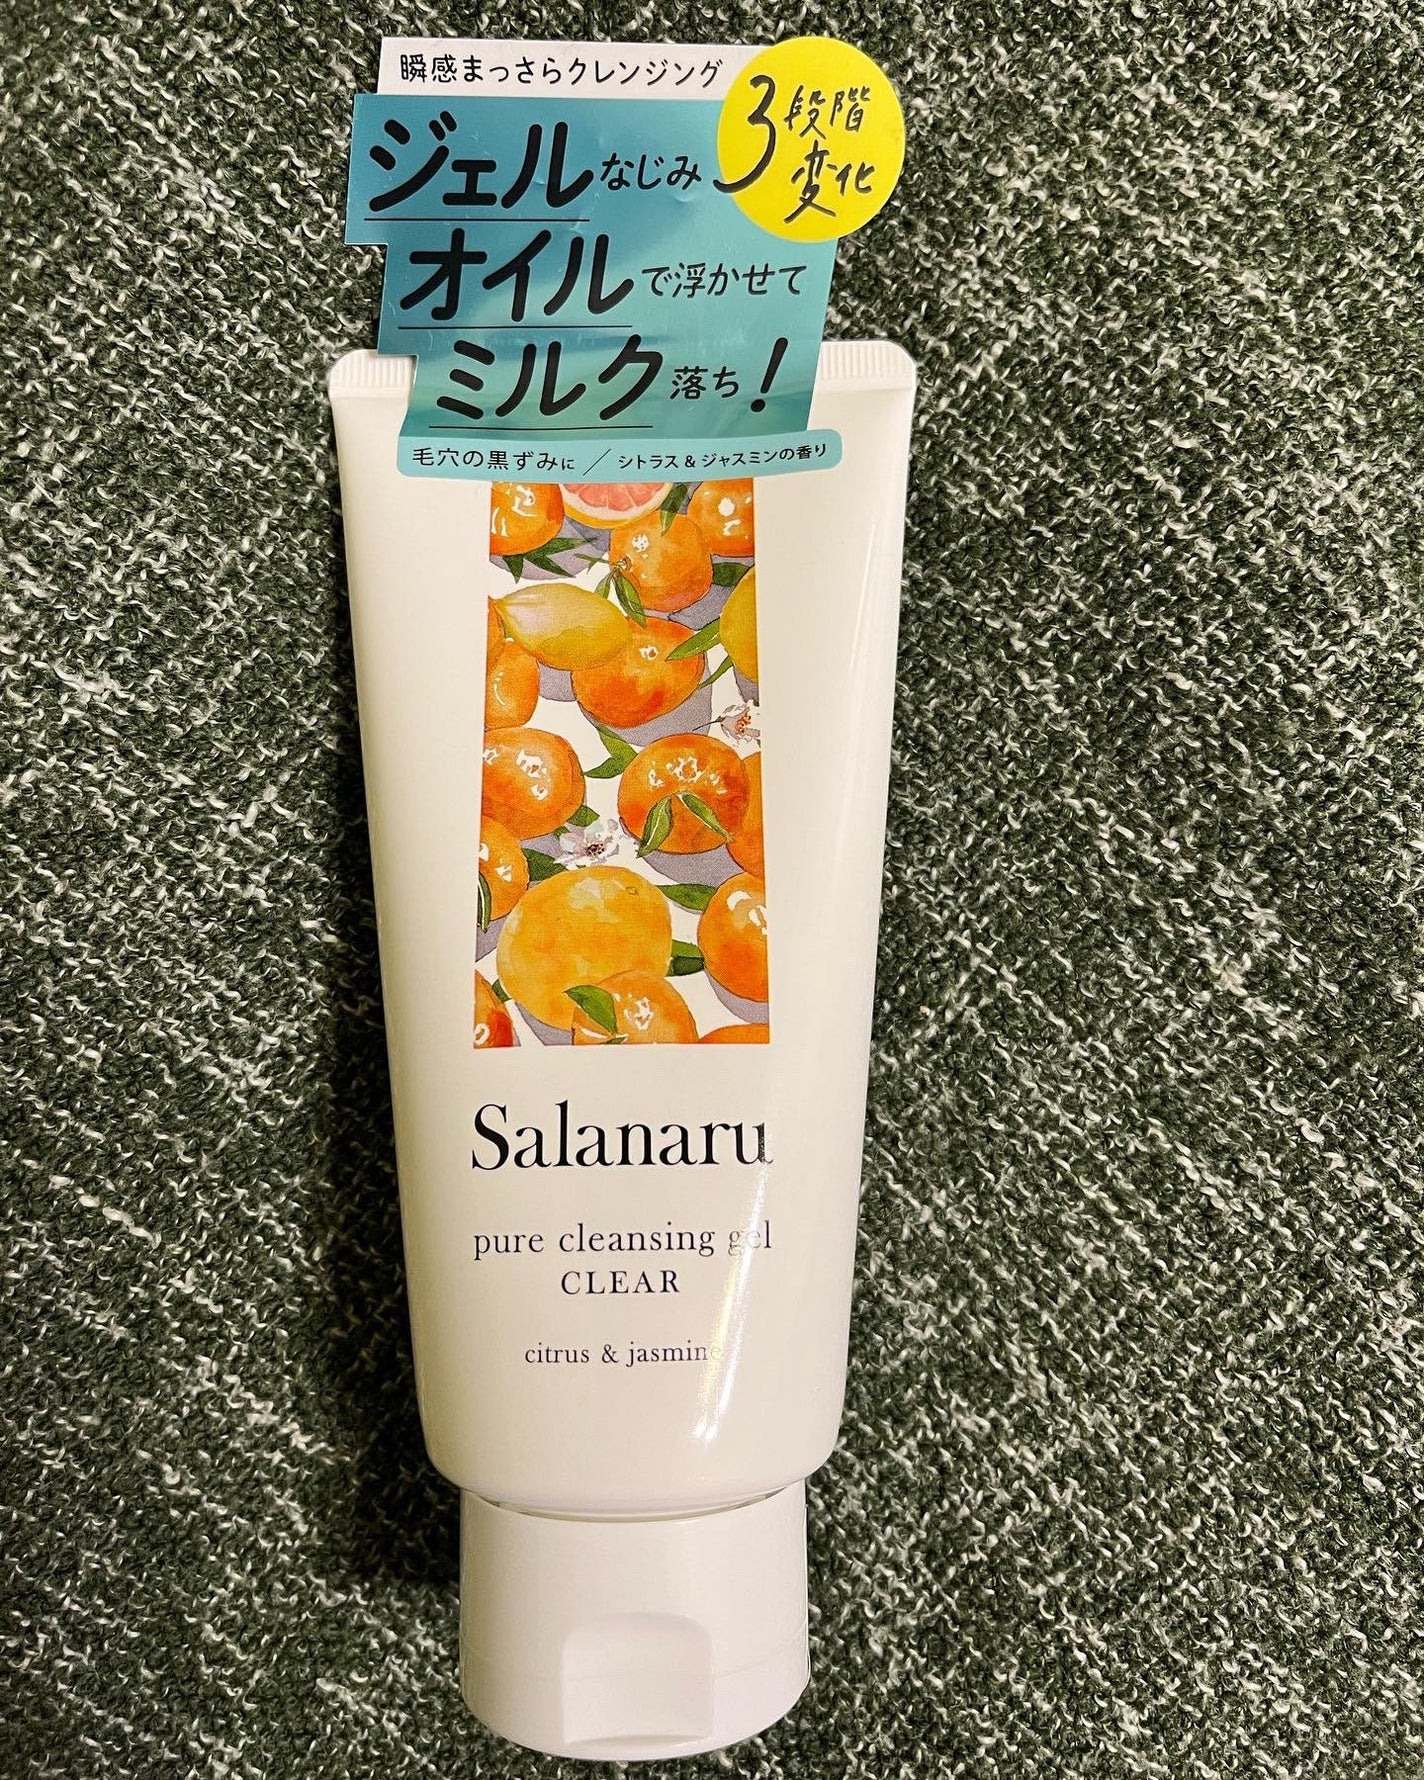 瞬感まっさらクレンジング
3段階
変化
ジェルなじみ
オイルで浮かせて
ミルク落ち!
毛穴の黒ずみに / シトラス&ジャスミンの香り
Salanaru
pure cleansing gel
CLEAR
citrus & jasmine